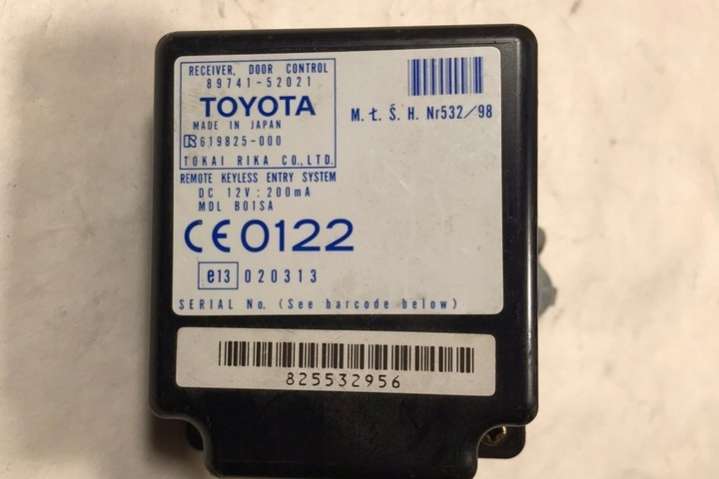 RECEIVER, DOOR CONTROL
89741-52021
TOYOTA
MADE IN JAPAN
619825-000
TOKAI RIKA CO.,LTD.
M. Ł. Ś. H. Nr532/98
REMOTE KEYLESS ENTRY SYSTEM
DC 12V : 200mA
MDL B01SA
CE0122
e13 020313
SERIAL No. (See barcode below)
825532956